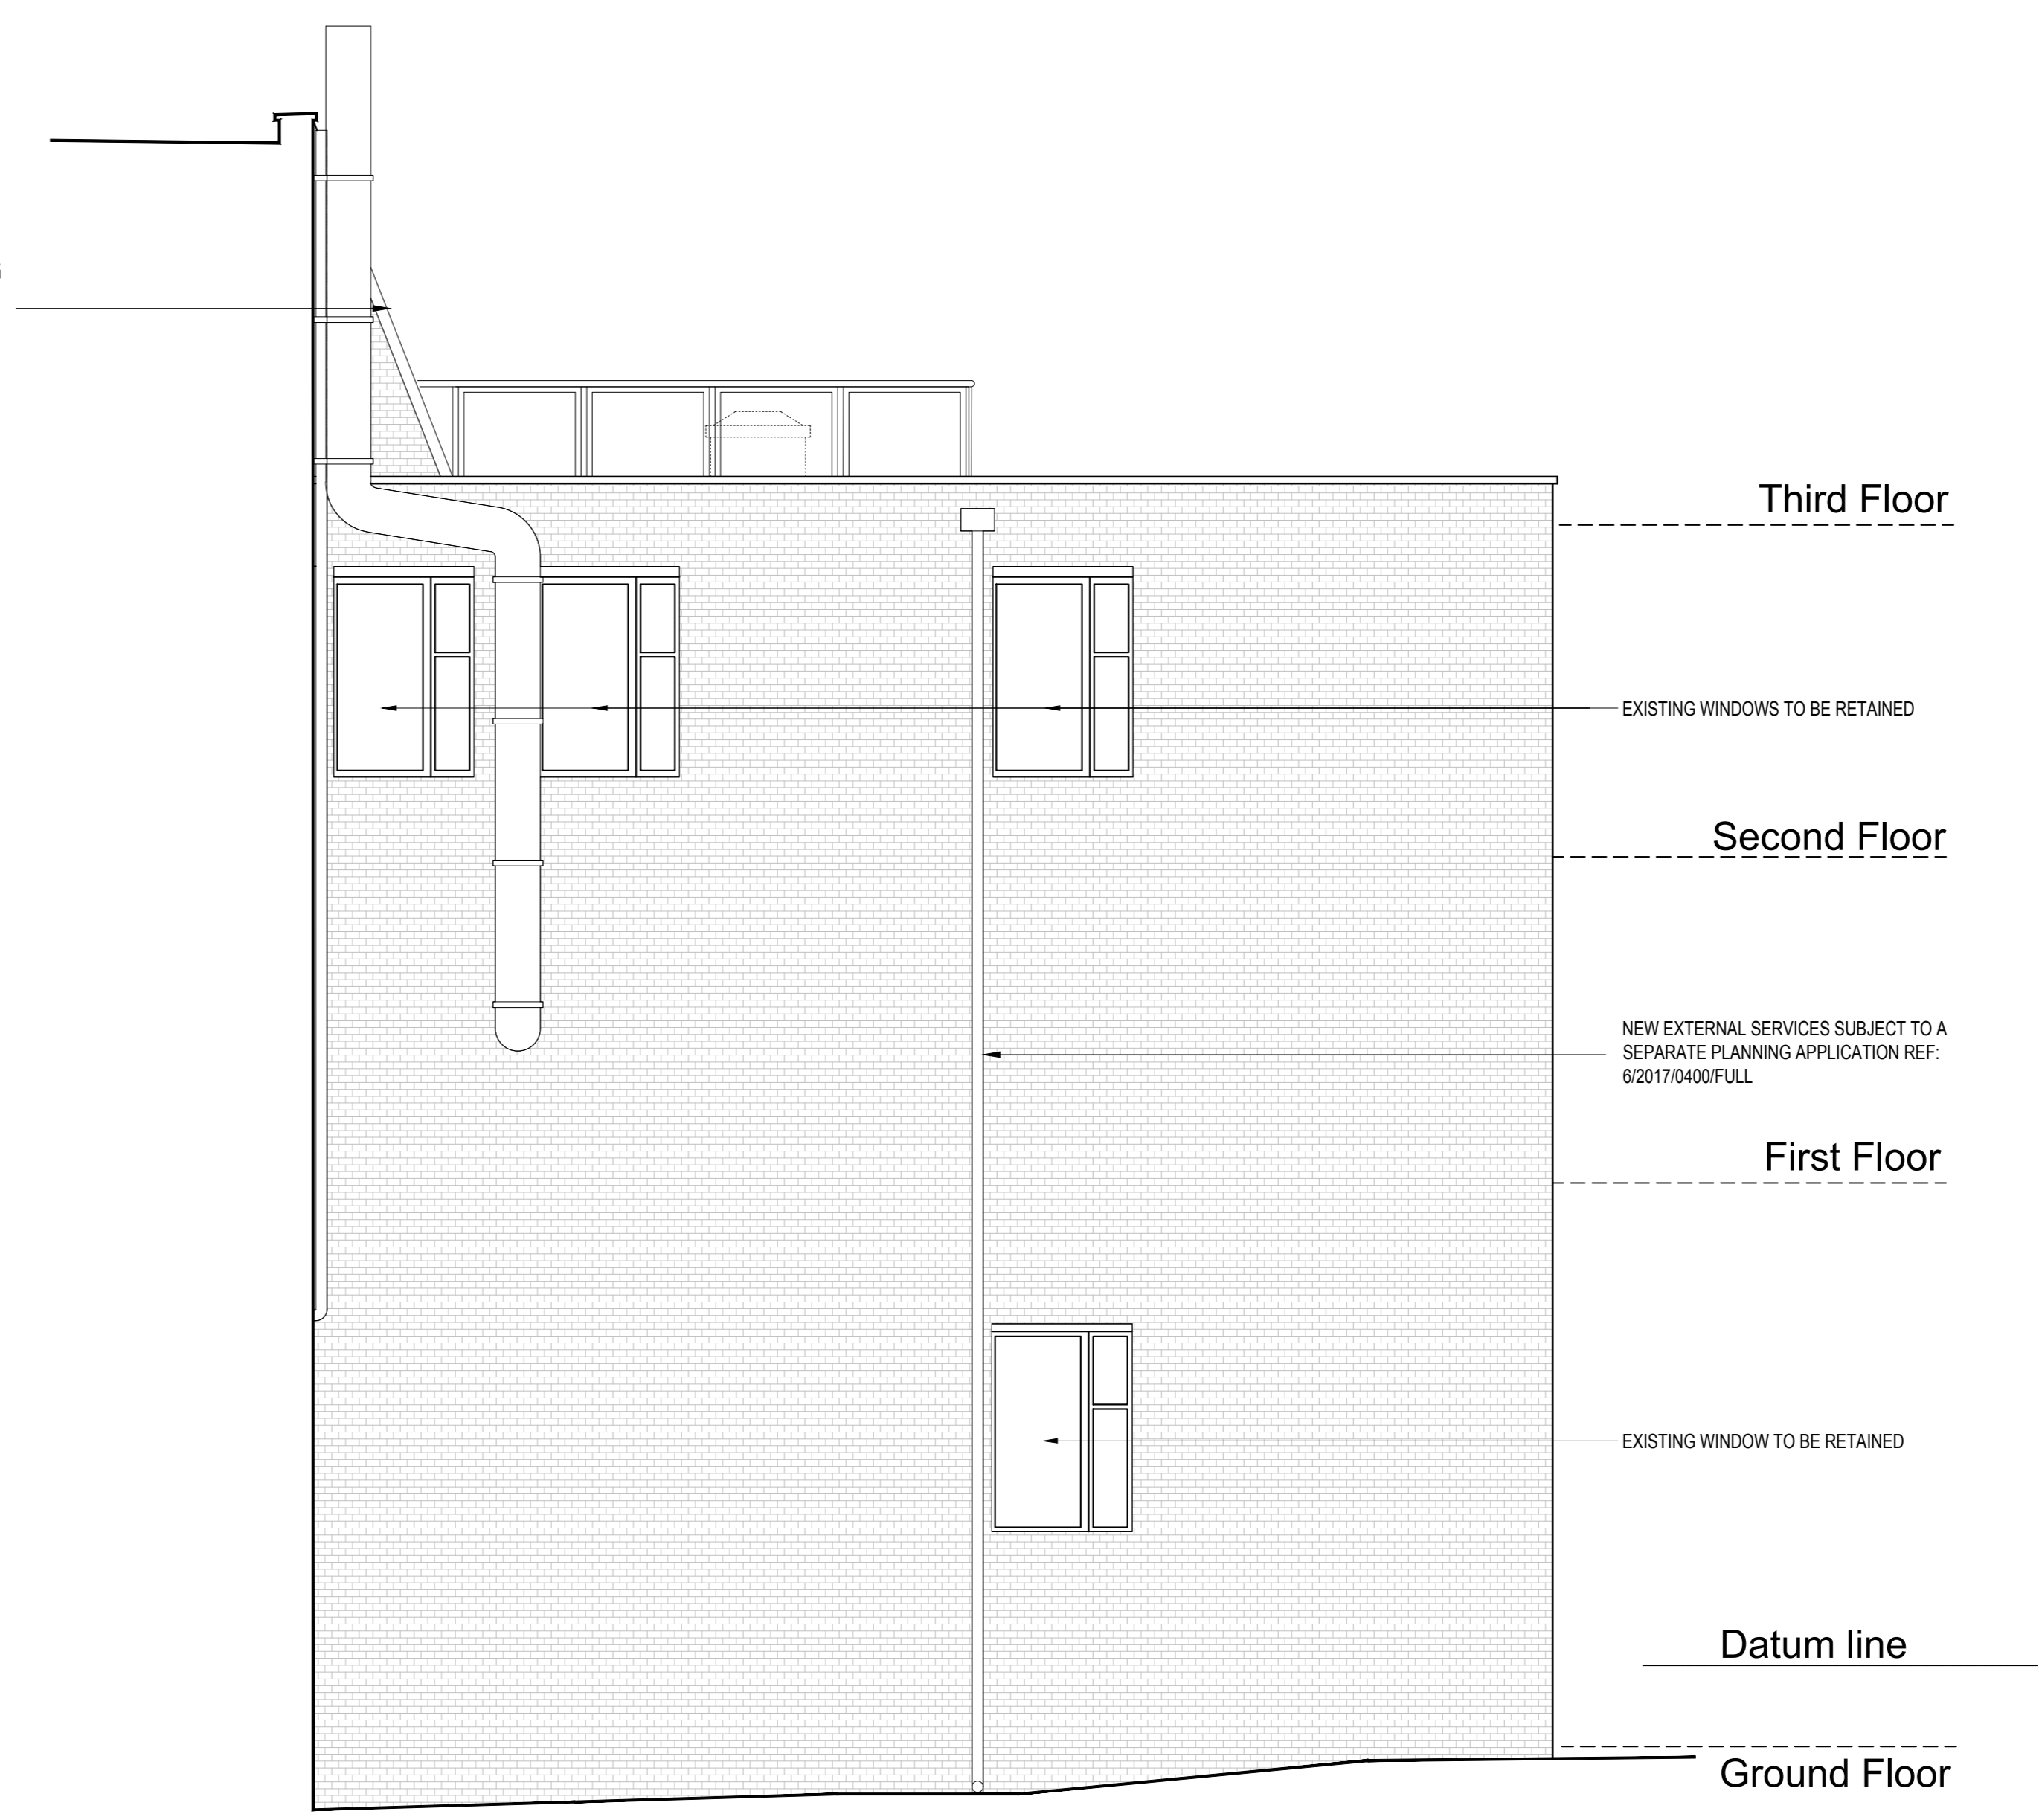 Third Floor
EXISTING WINDOWS TO BE RETAINED
Second Floor
NEW EXTERNAL SERVICES SUBJECT TO A
SEPARATE PLANNING APPLICATION REF:
6/2017/0400/FULL
First Floor
EXISTING WINDOW TO BE RETAINED
Datum line
Ground Floor